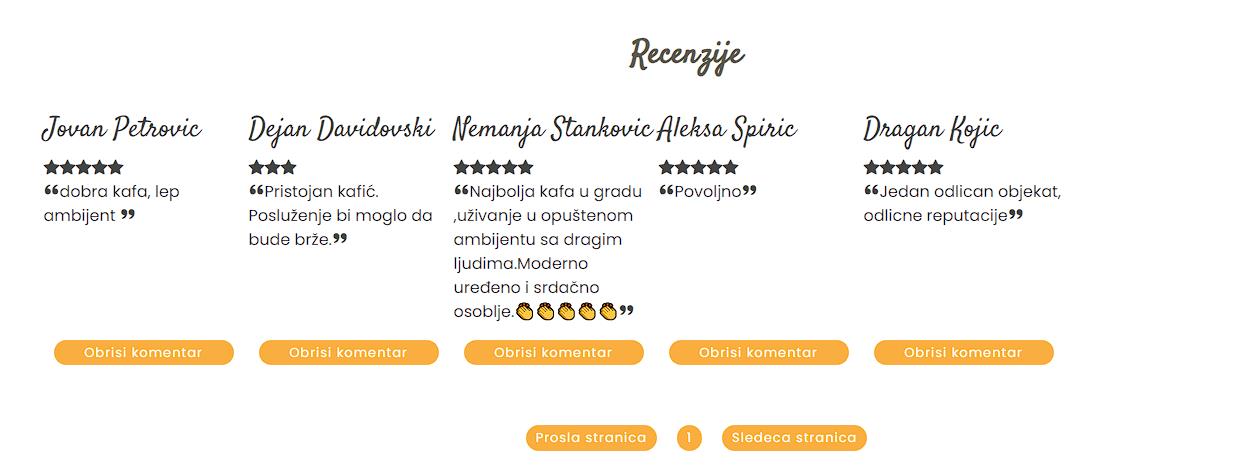 Recenzije
Jovan Petrovic
❝dobra kafa, lep
ambijent ❞
Obrisi komentar
Dejan Davidovski
❝Pristojan kafić.
Posluženje bi moglo da
bude brže.❞
Obrisi komentar
Nemanja Stankovic
❝Najbolja kafa u gradu
,uživanje u opuštenom
ambijentu sa dragim
ljudima.Moderno
uređeno i srdačno
osoblje.👏👏👏👏👏❞
Obrisi komentar
Aleksa Spiric
❝Povoljno❞
Obrisi komentar
Dragan Kojic
❝Jedan odlican objekat,
odlicne reputacije❞
Obrisi komentar
Prosla stranica 1 Sledeca stranica